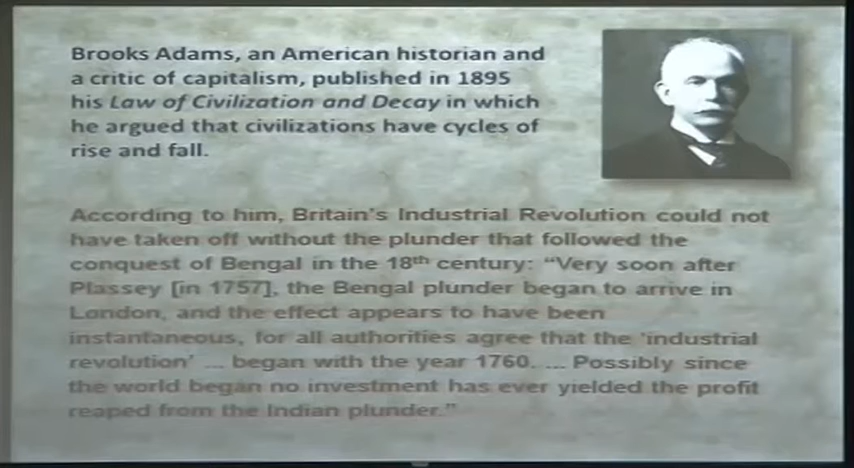 Brooks Adams, an American historian and
a critic of capitalism, published in 1895
his Law of Civilization and Decay in which
he argued that civilizations have cycles of
rise and fall.
According to him, Britain's Industrial Revolution could not
have taken off without the plunder that followed the
conquest of Bengal in the 18th century: "Very soon after
Plassey [in 1757], the Bengal plunder began to arrive in
London, and the effect appears to have been
instantaneous, for all authorities agree that the 'industrial
revolution' ... began with the year 1760. ... Possibly since
the world began no investment has ever yielded the profit
reaped from the Indian plunder."